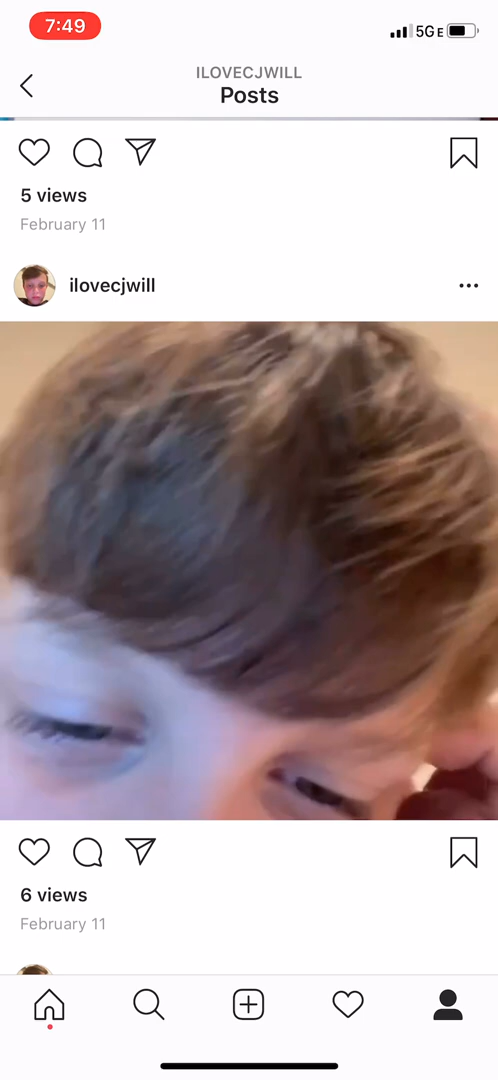 7:49
5G E
ILOVECJWILL
Posts
5 views
February 11
ilovecjwill
6 views
February 11